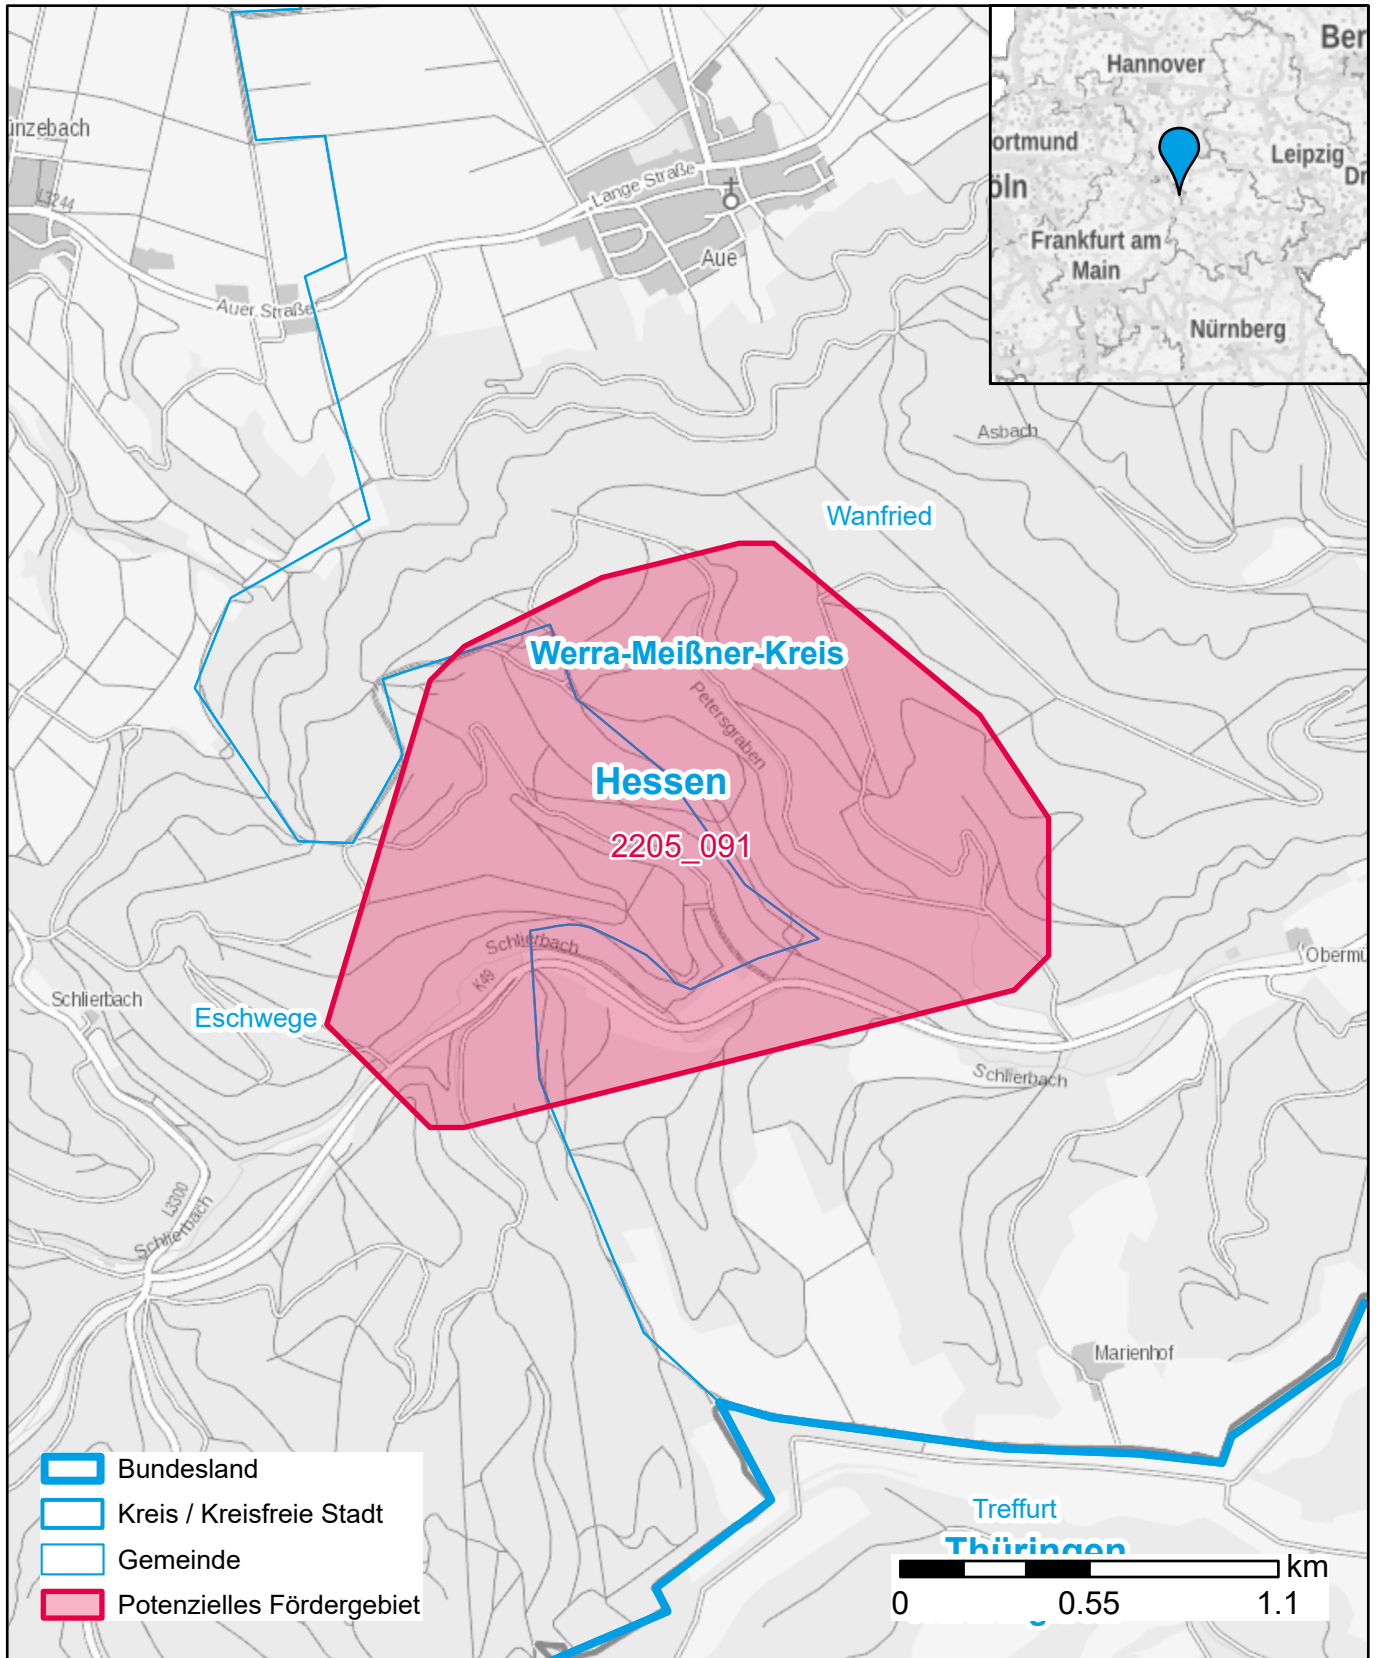 Hannover
Ber
ortmund
Leipzig
Dr
öln
Frankfurt am
Main
Nürnberg
ünzebach
L3244
Lange Straße
Aue
Auer Straße
Asbach
Wanfried
Werra-Meißner-Kreis
Petersgraben
Hessen
2205_091
Schlierbach
K49
Obermü
Schlierbach
Eschwege
Schlierbach
L3300
Schlierbach
Marienhof
Treffurt
Thüringen
Bundesland
Kreis / Kreisfreie Stadt
Gemeinde
Potenzielles Fördergebiet
km
0 0.55 1.1